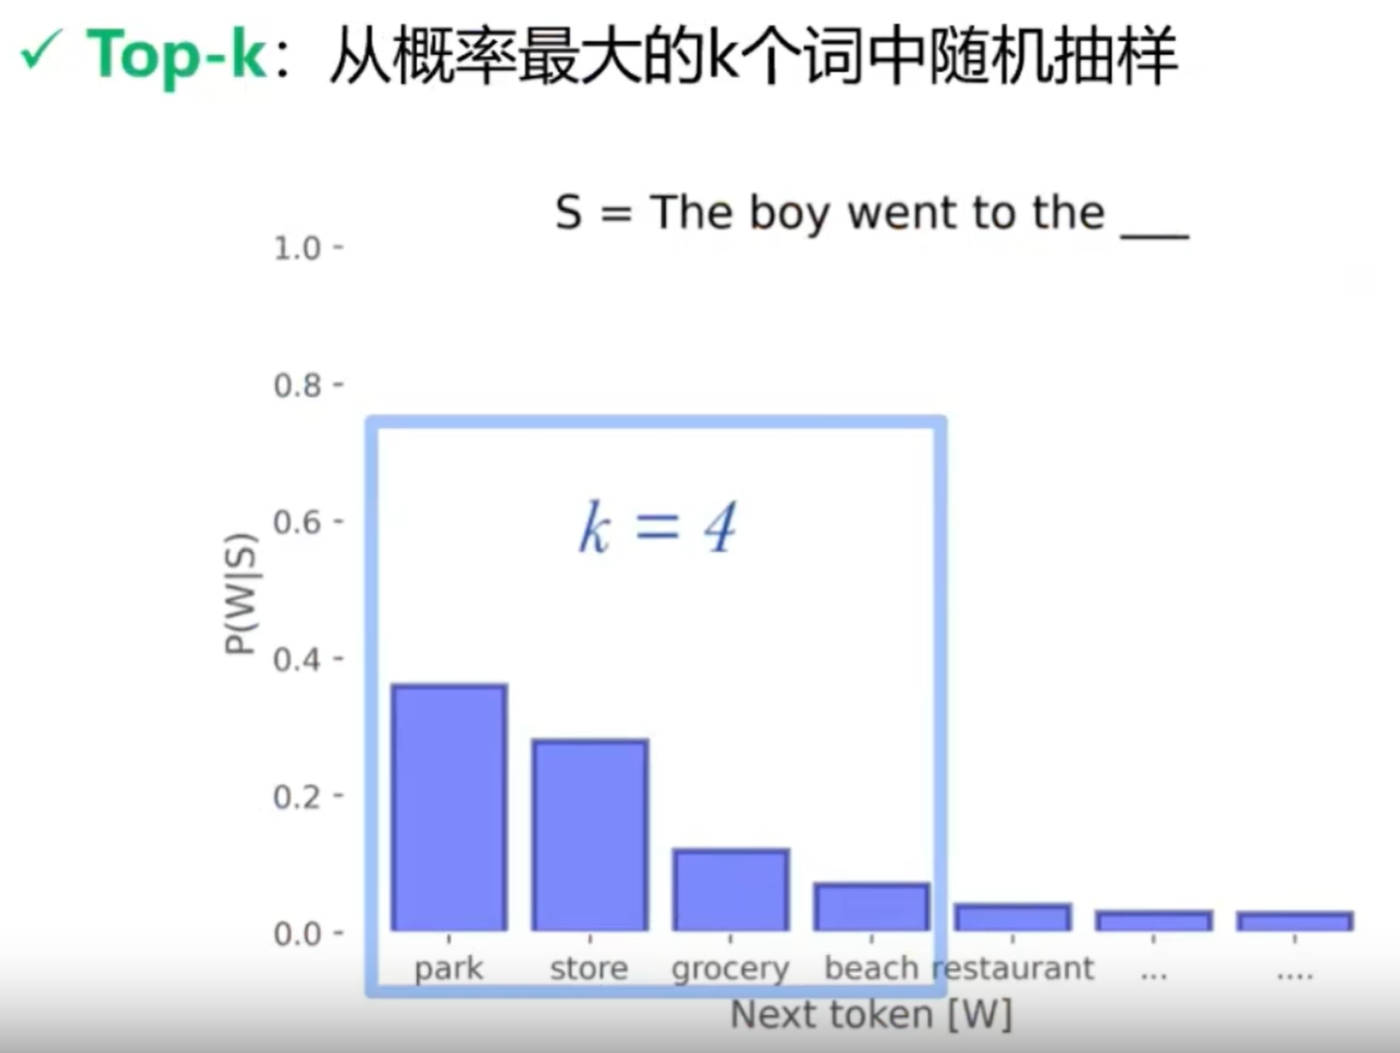 ✓ Top-k：从概率最大的k个词中随机抽样
S = The boy went to the ___
1.0
0.8
k = 4
0.6
P(W|S)
0.4
0.2
0.0
park store grocery beach restaurant ... ....
Next token [W]